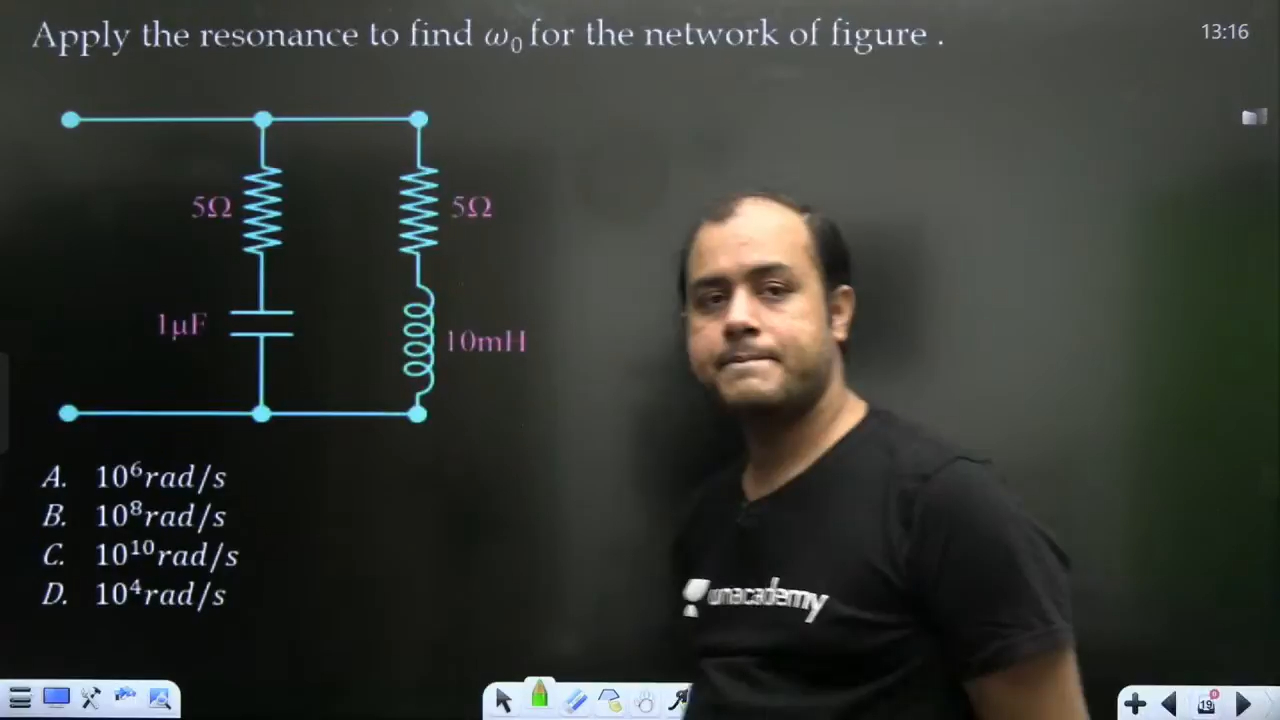 Apply the resonance to find ω₀ for the network of figure .
13:16
5Ω
5Ω
1μF
10mH
A. 10⁶rad/s
B. 10⁸rad/s
C. 10¹⁰rad/s
D. 10⁴rad/s
unacademy
19